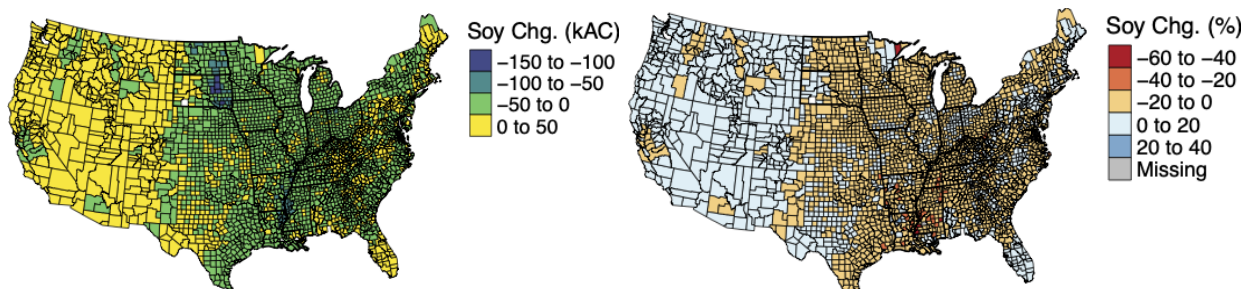 Soy Chg. (kAC)
−150 to −100
−100 to −50
−50 to 0
0 to 50
Soy Chg. (%)
−60 to −40
−40 to −20
−20 to 0
0 to 20
20 to 40
Missing